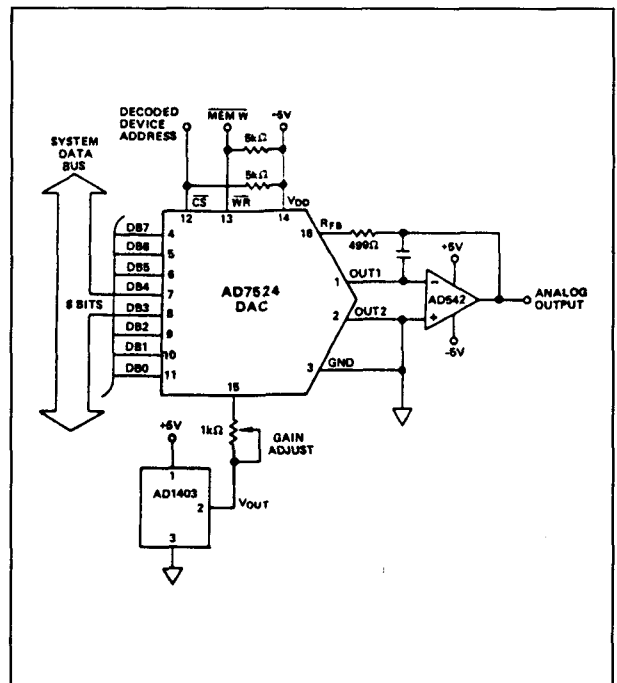 DECODED
DEVICE
ADDRESS
MEM W
-5V
5kΩ
5kΩ
SYSTEM
DATA
BUS
CS
WR
VDD
12
13
14
RFB
16
499Ω
+5V
DB7
4
DB6
5
DB5
6
DB4
7
8 BITS
DB3
8
DB2
9
DB1
10
DB0
11
AD7524
DAC
1
OUT1
2
OUT2
3
GND
-
+
AD542
-5V
ANALOG
OUTPUT
15
1kΩ
GAIN
ADJUST
+5V
1
AD1403
2
VOUT
3